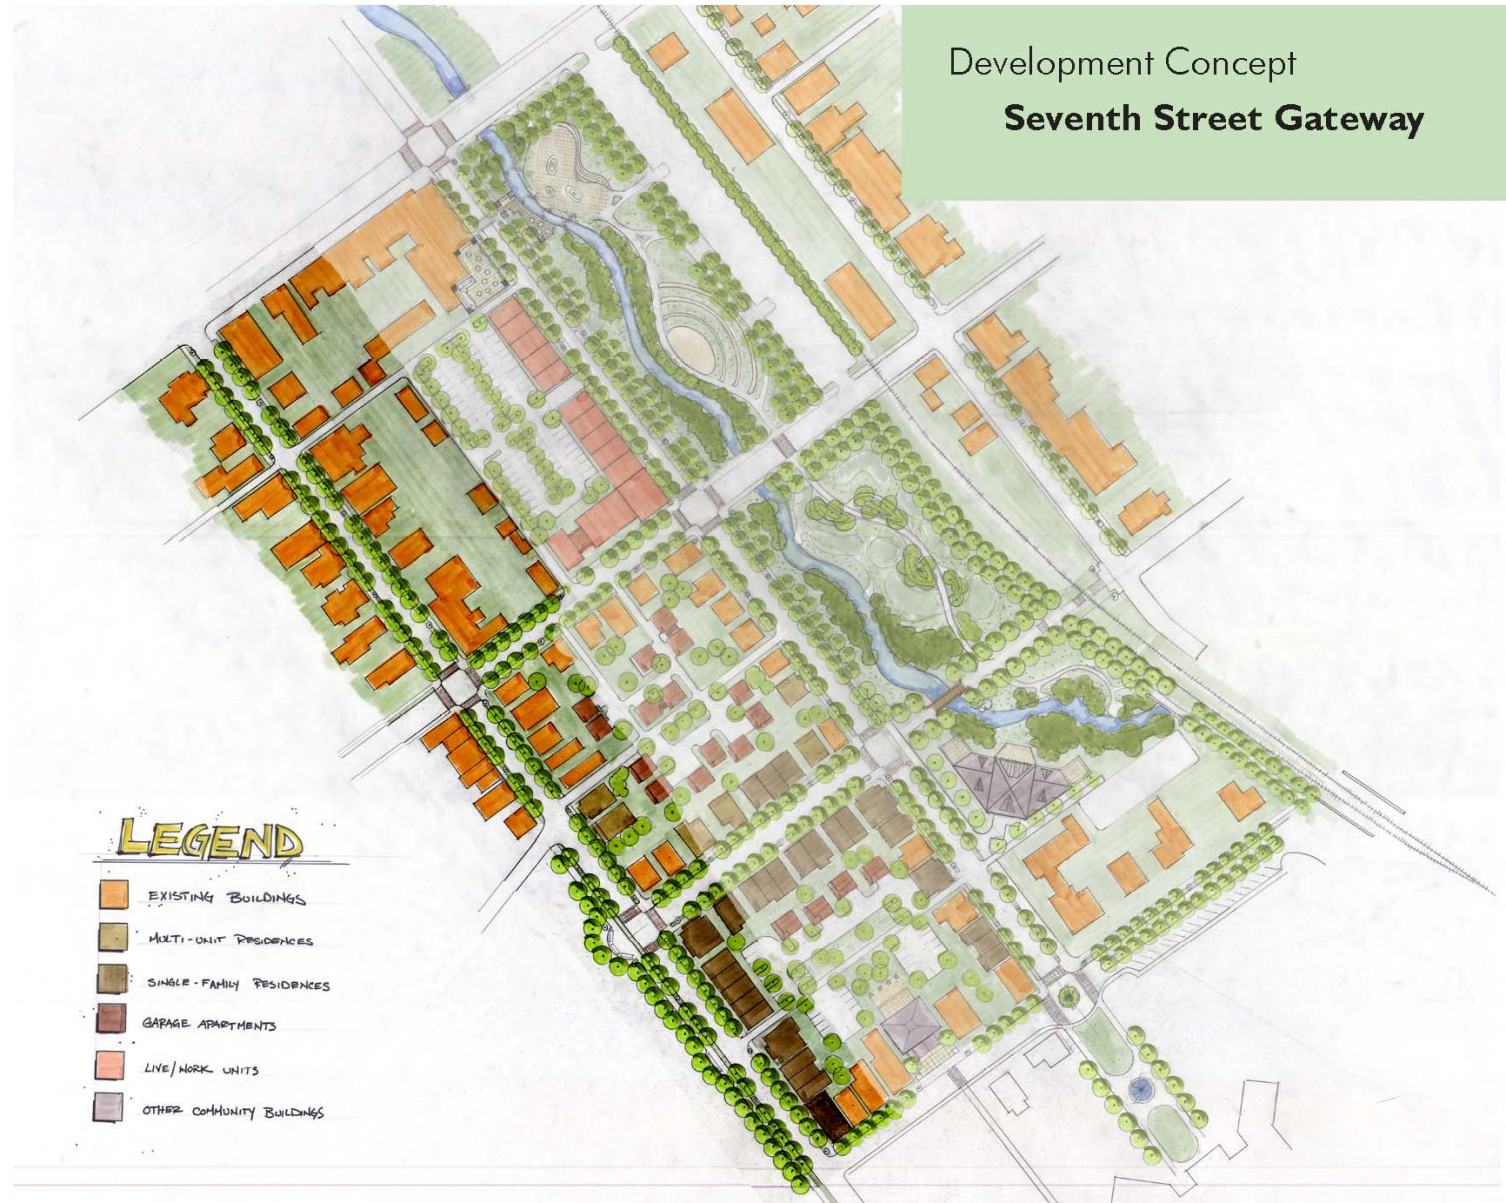 Development Concept
Seventh Street Gateway
LEGEND
EXISTING BUILDINGS
MULTI-UNIT RESIDENCES
SINGLE-FAMILY RESIDENCES
GARAGE APARTMENTS
LIVE/WORK UNITS
OTHER COMMUNITY BUILDINGS